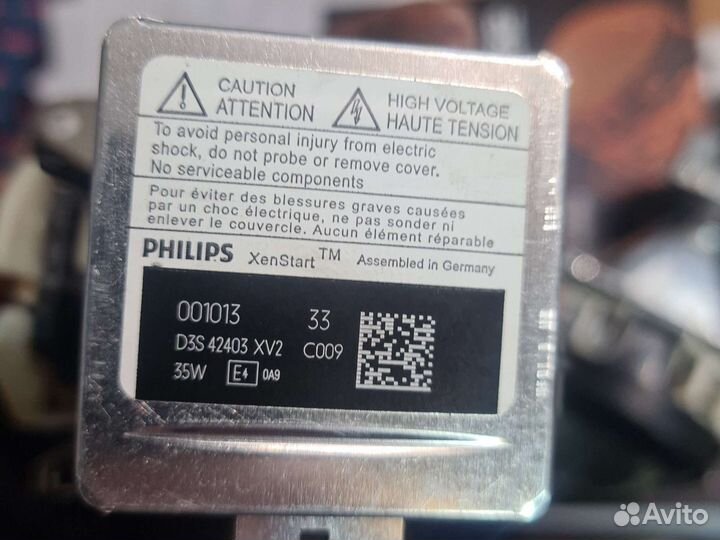 CAUTION
ATTENTION
HIGH VOLTAGE
HAUTE TENSION
To avoid personal injury from electric
shock, do not probe or remove cover.
No serviceable components
Pour éviter des blessures graves causées
par un choc électrique, ne pas sonder ni
enlever le couvercle. Aucun élément réparable
PHILIPS XenStart™ Assembled in Germany
001013 33
D3S 42403 XV2 C009
35W E4 0A9
Avito